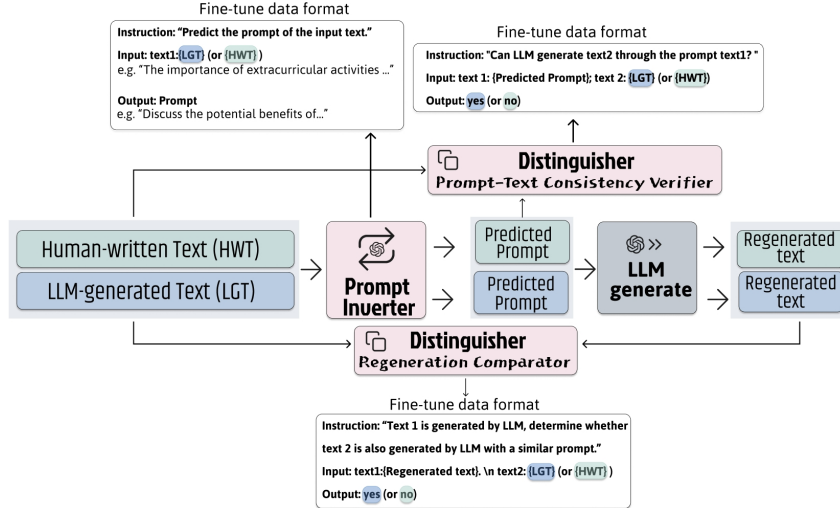 Fine-tune data format
Instruction: “Predict the prompt of the input text.”
Input: text1:{LGT} (or {HWT} )
e.g. “The importance of extracurricular activities ...”
Output: Prompt
e.g. “Discuss the potential benefits of...”
Fine-tune data format
Instruction: "Can LLM generate text2 through the prompt text1? "
Input: text 1: {Predicted Prompt}; text 2: {LGT} (or {HWT})
Output: yes (or no)
Distinguisher
Prompt-Text Consistency Verifier
Human-written Text (HWT)
LLM-generated Text (LGT)
Prompt
Inverter
Predicted
Prompt
Predicted
Prompt
LLM
generate
Regenerated
text
Regenerated
text
Distinguisher
Regeneration Comparator
Fine-tune data format
Instruction: “Text 1 is generated by LLM, determine whether
text 2 is also generated by LLM with a similar prompt.”
Input: text1:{Regenerated text}. \n text2: {LGT} (or {HWT} )
Output: yes (or no)